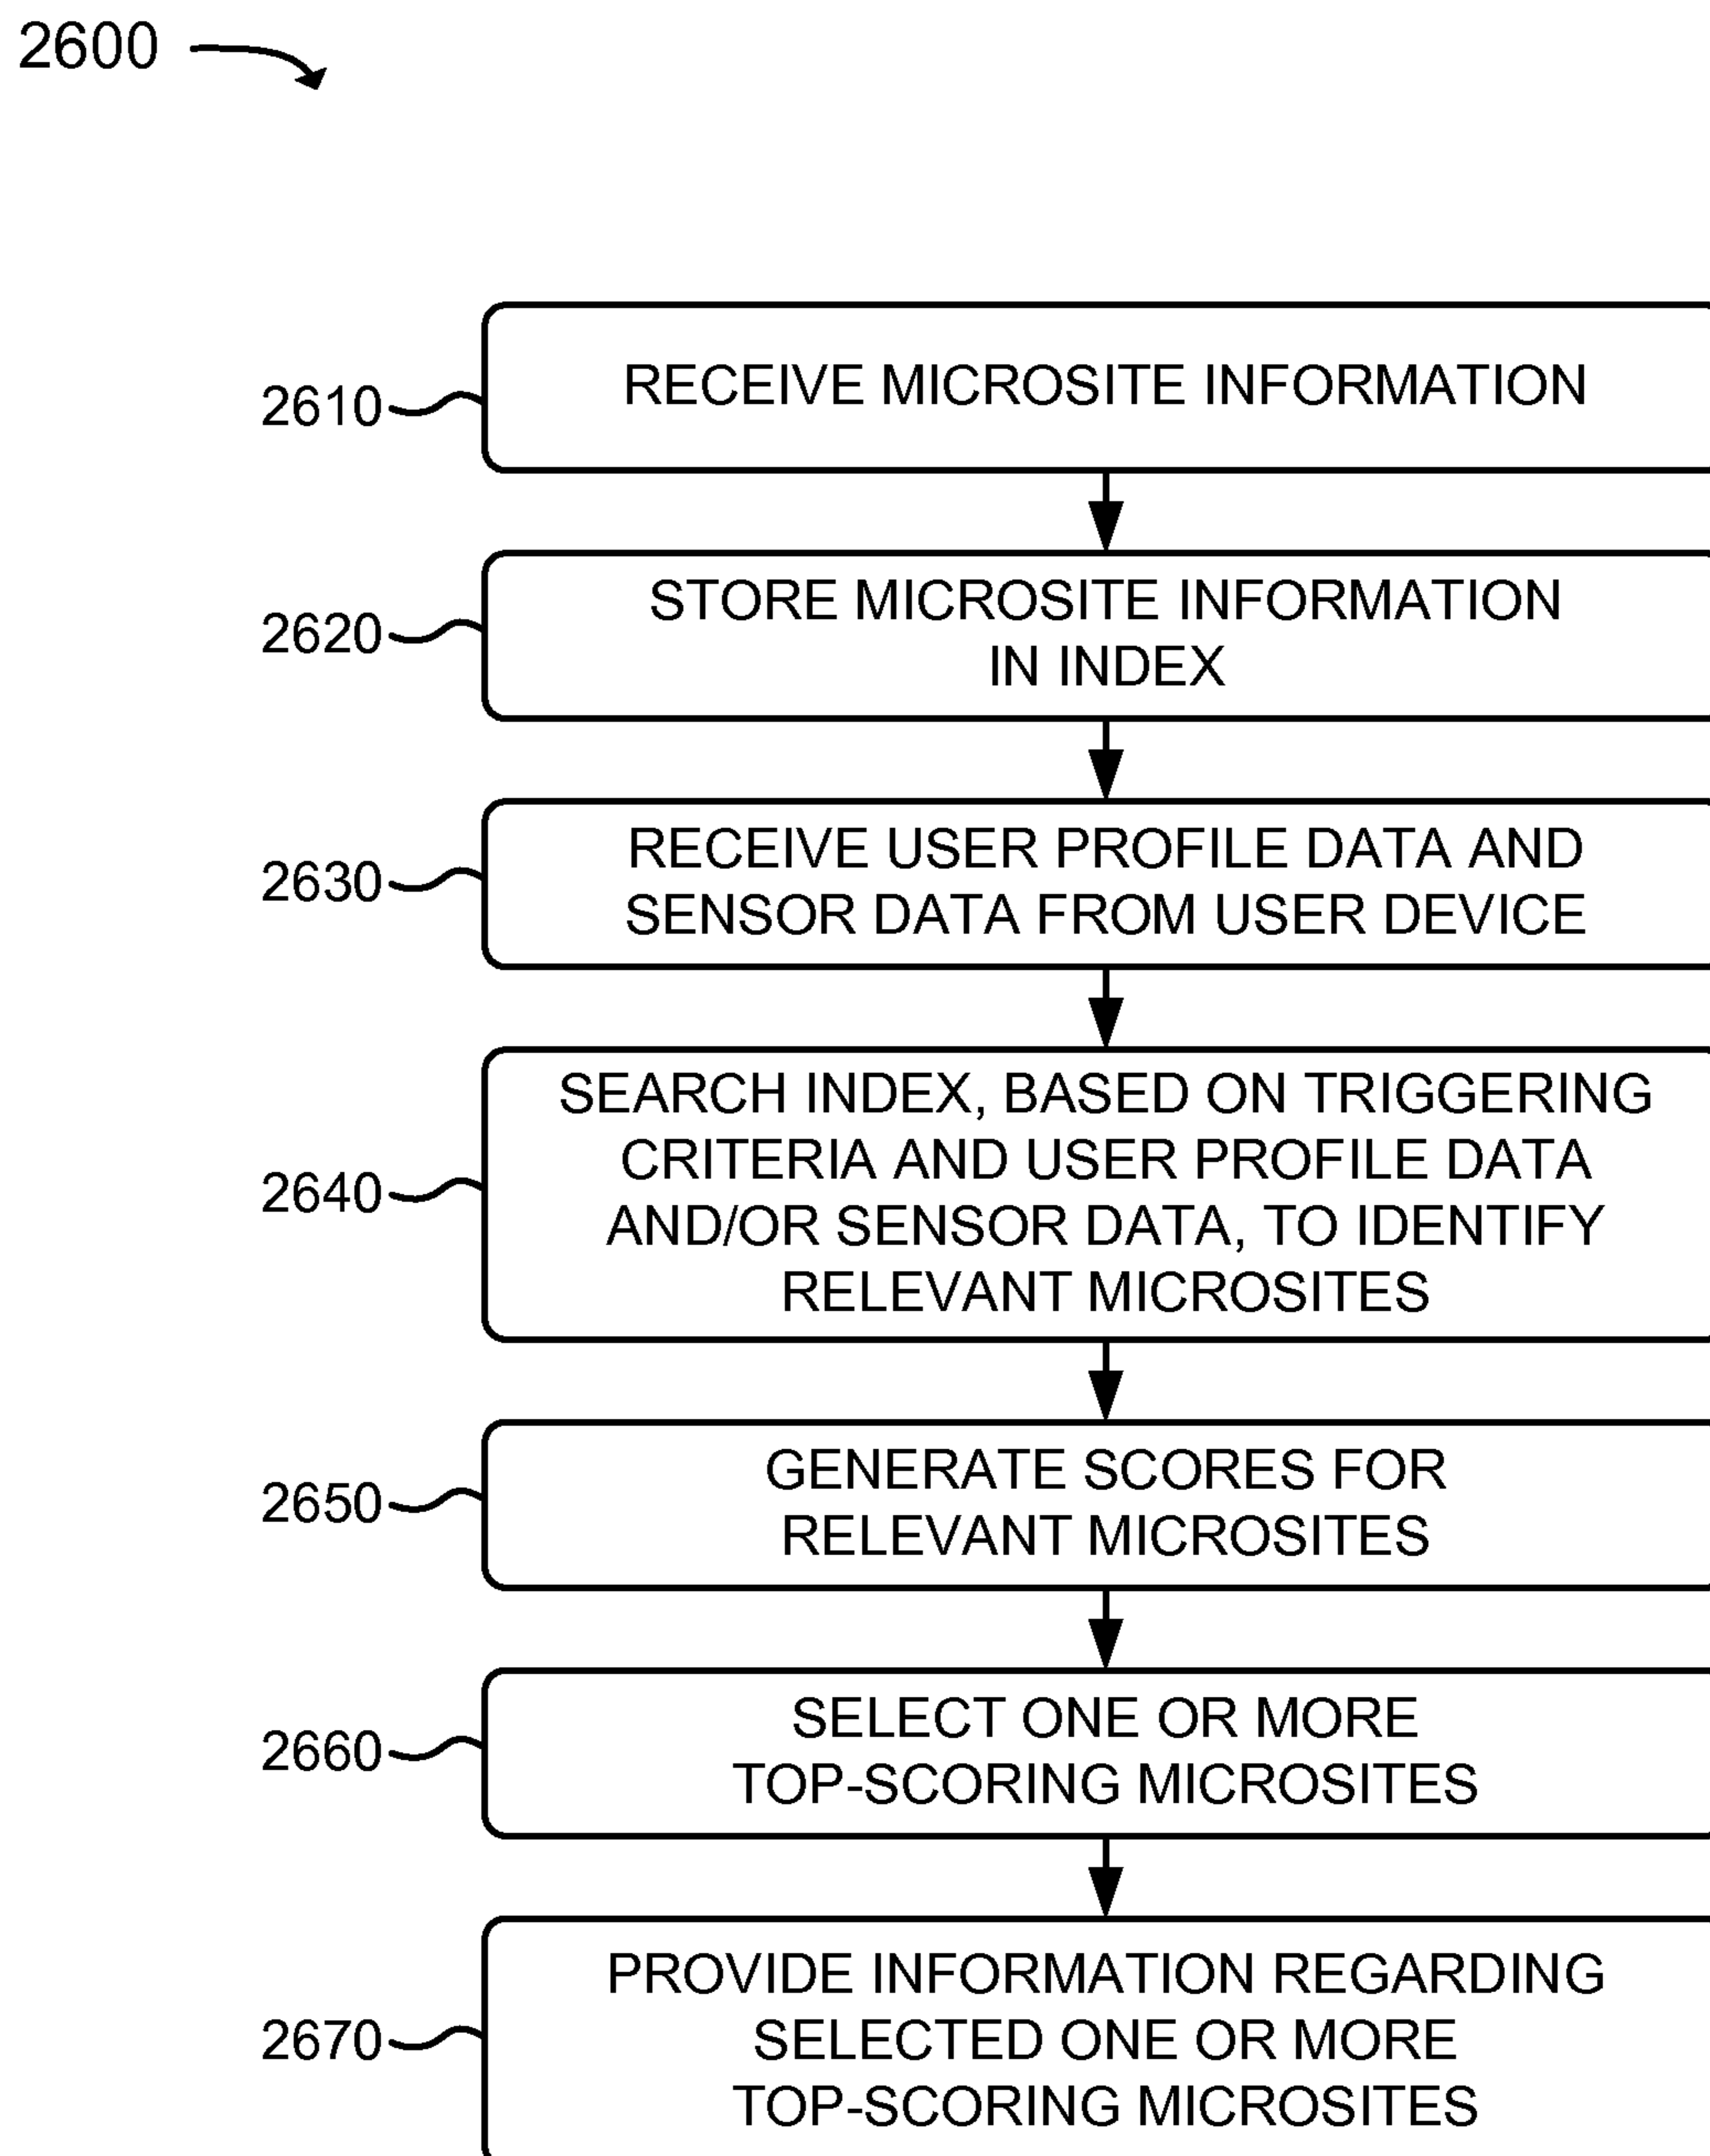 2600
2610
RECEIVE MICROSITE INFORMATION
2620
STORE MICROSITE INFORMATION
IN INDEX
2630
RECEIVE USER PROFILE DATA AND
SENSOR DATA FROM USER DEVICE
2640
SEARCH INDEX, BASED ON TRIGGERING
CRITERIA AND USER PROFILE DATA
AND/OR SENSOR DATA, TO IDENTIFY
RELEVANT MICROSITES
2650
GENERATE SCORES FOR
RELEVANT MICROSITES
2660
SELECT ONE OR MORE
TOP-SCORING MICROSITES
2670
PROVIDE INFORMATION REGARDING
SELECTED ONE OR MORE
TOP-SCORING MICROSITES